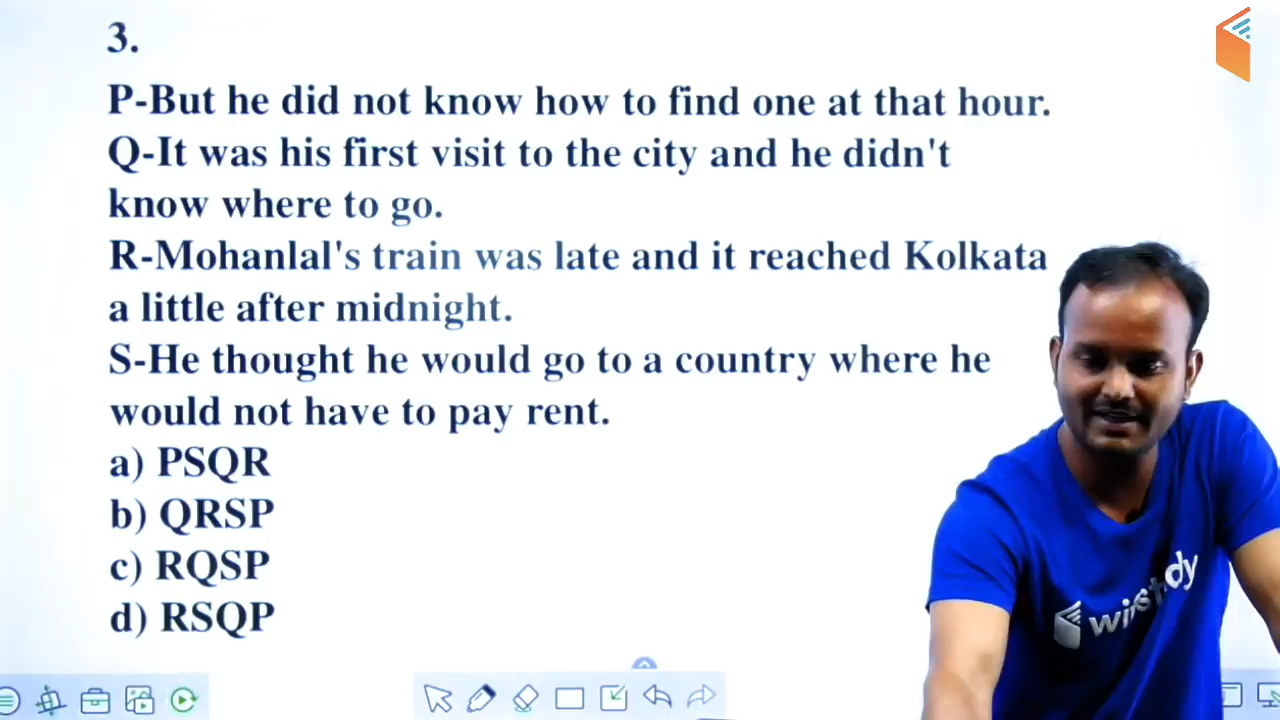 3.
P-But he did not know how to find one at that hour.
Q-It was his first visit to the city and he didn't
know where to go.
R-Mohanlal's train was late and it reached Kolkata
a little after midnight.
S-He thought he would go to a country where he
would not have to pay rent.
a) PSQR
b) QRSP
c) RQSP
d) RSQP